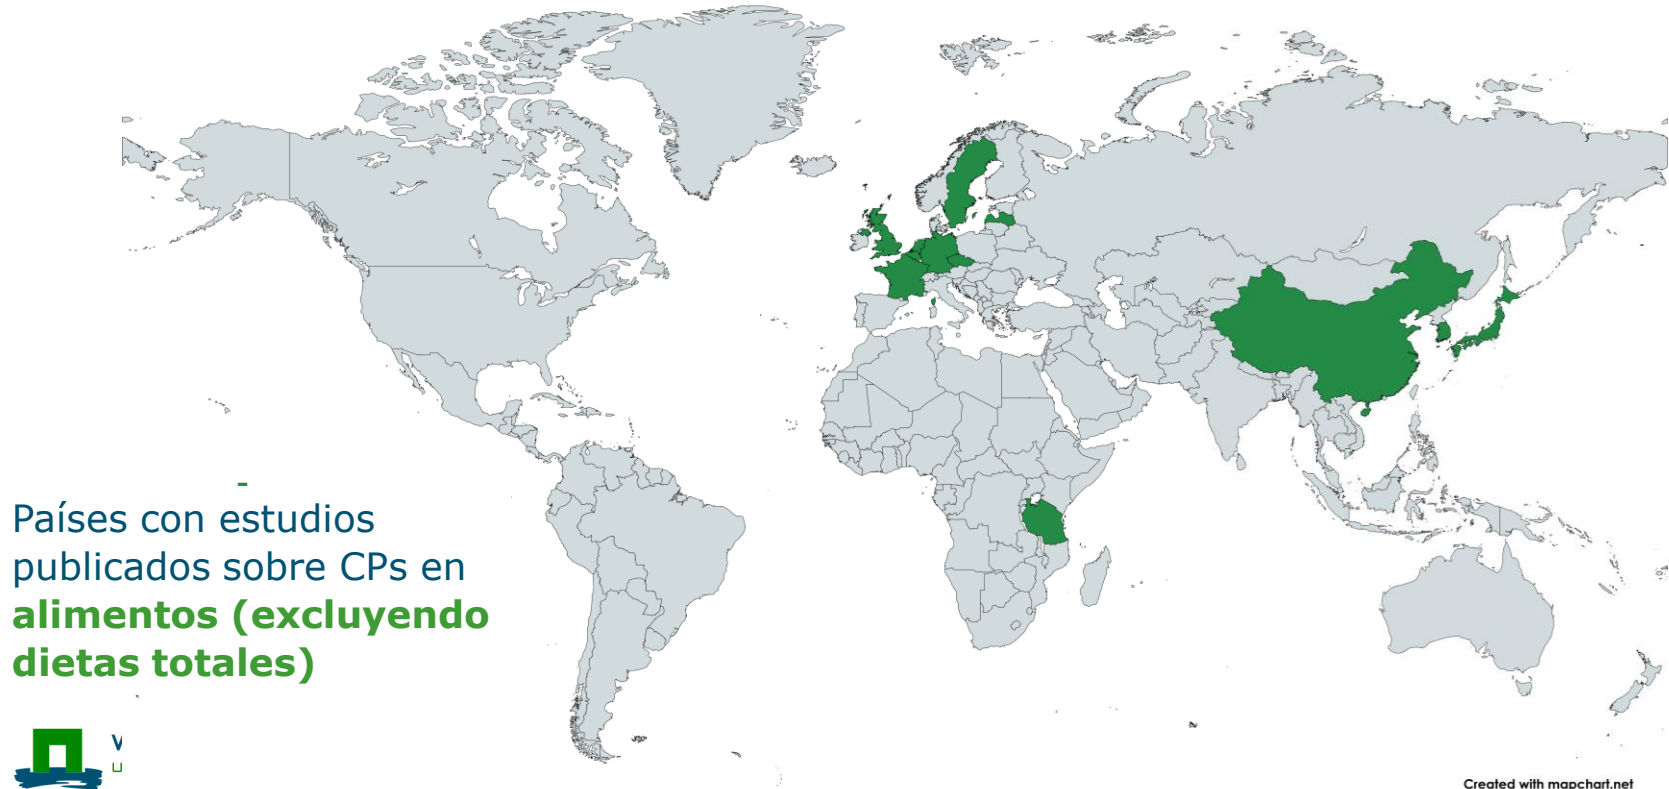 Países con estudios
publicados sobre CPs en
alimentos (excluyendo
dietas totales)
Created with mapchart.net